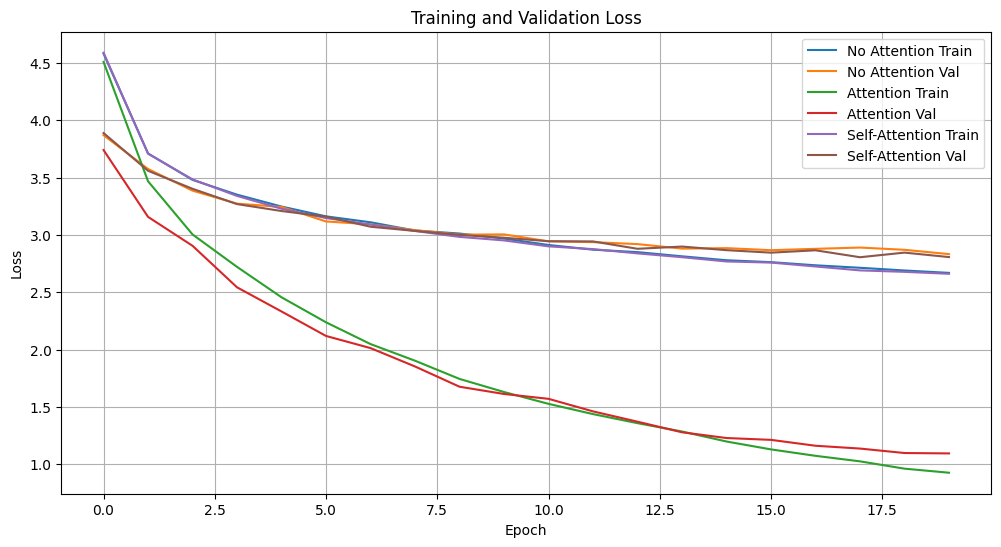 Training and Validation Loss
No Attention Train
No Attention Val
Attention Train
Attention Val
Self-Attention Train
Self-Attention Val
Loss
4.5
4.0
3.5
3.0
2.5
2.0
1.5
1.0
0.0
2.5
5.0
7.5
10.0
12.5
15.0
17.5
Epoch